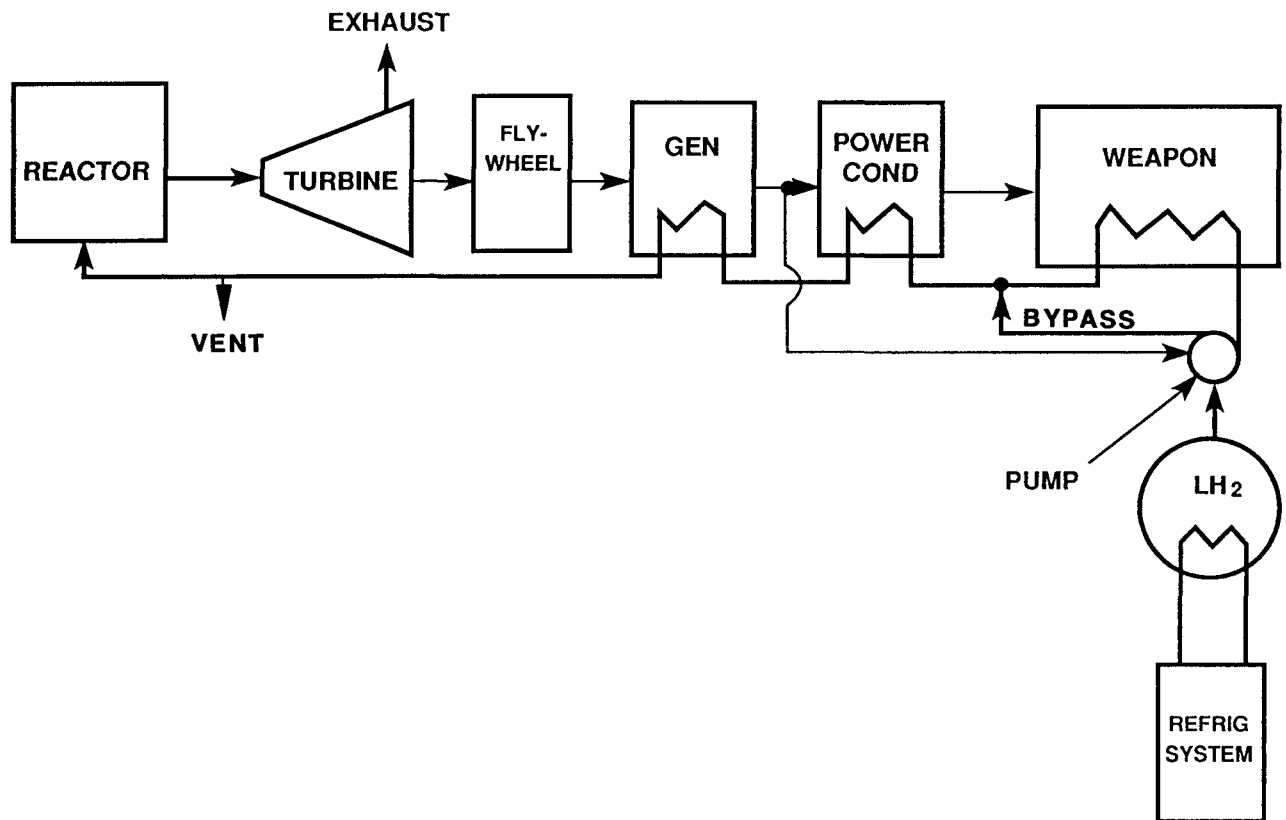 EXHAUST
REACTOR
TURBINE
FLY-
WHEEL
GEN
POWER
COND
WEAPON
VENT
BYPASS
PUMP
LH₂
REFRIG
SYSTEM